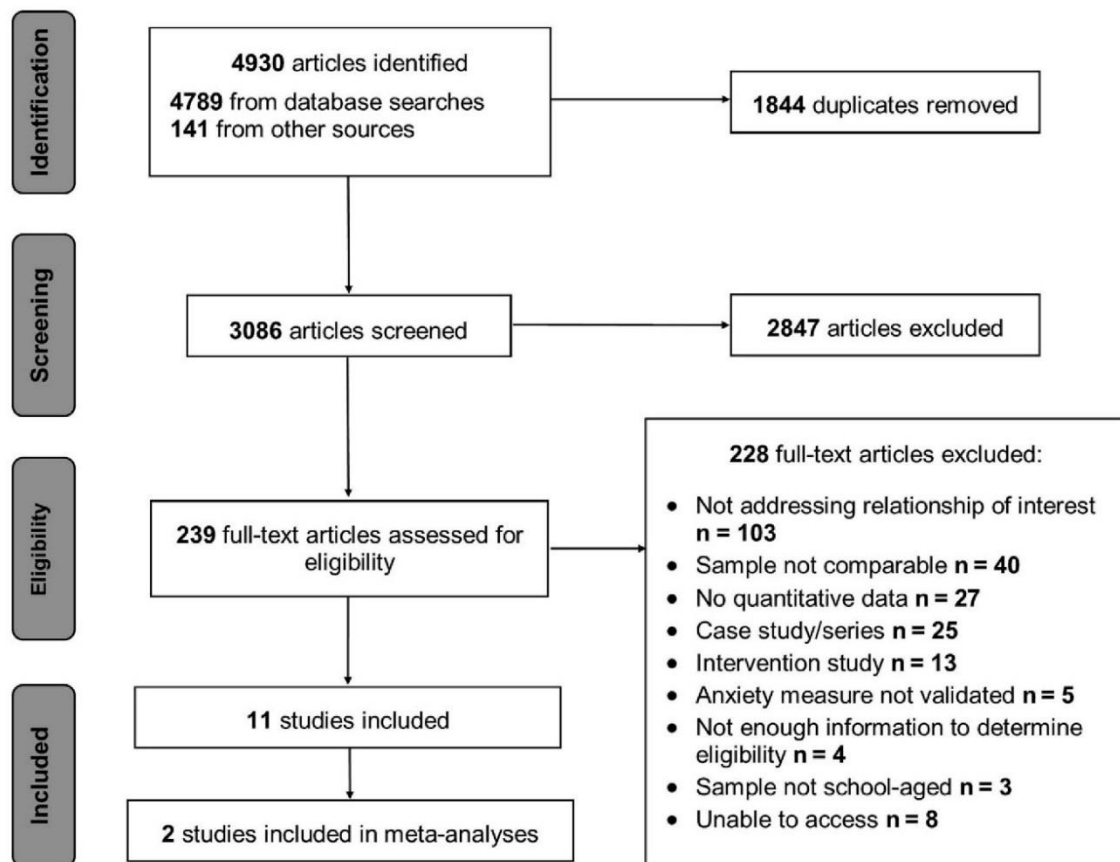 Identification
4930 articles identified
4789 from database searches
141 from other sources
1844 duplicates removed
Screening
3086 articles screened
2847 articles excluded
Eligibility
239 full-text articles assessed for
eligibility
228 full-text articles excluded:
• Not addressing relationship of interest
n = 103
• Sample not comparable n = 40
• No quantitative data n = 27
• Case study/series n = 25
• Intervention study n = 13
• Anxiety measure not validated n = 5
• Not enough information to determine
eligibility n = 4
• Sample not school-aged n = 3
• Unable to access n = 8
Included
11 studies included
2 studies included in meta-analyses